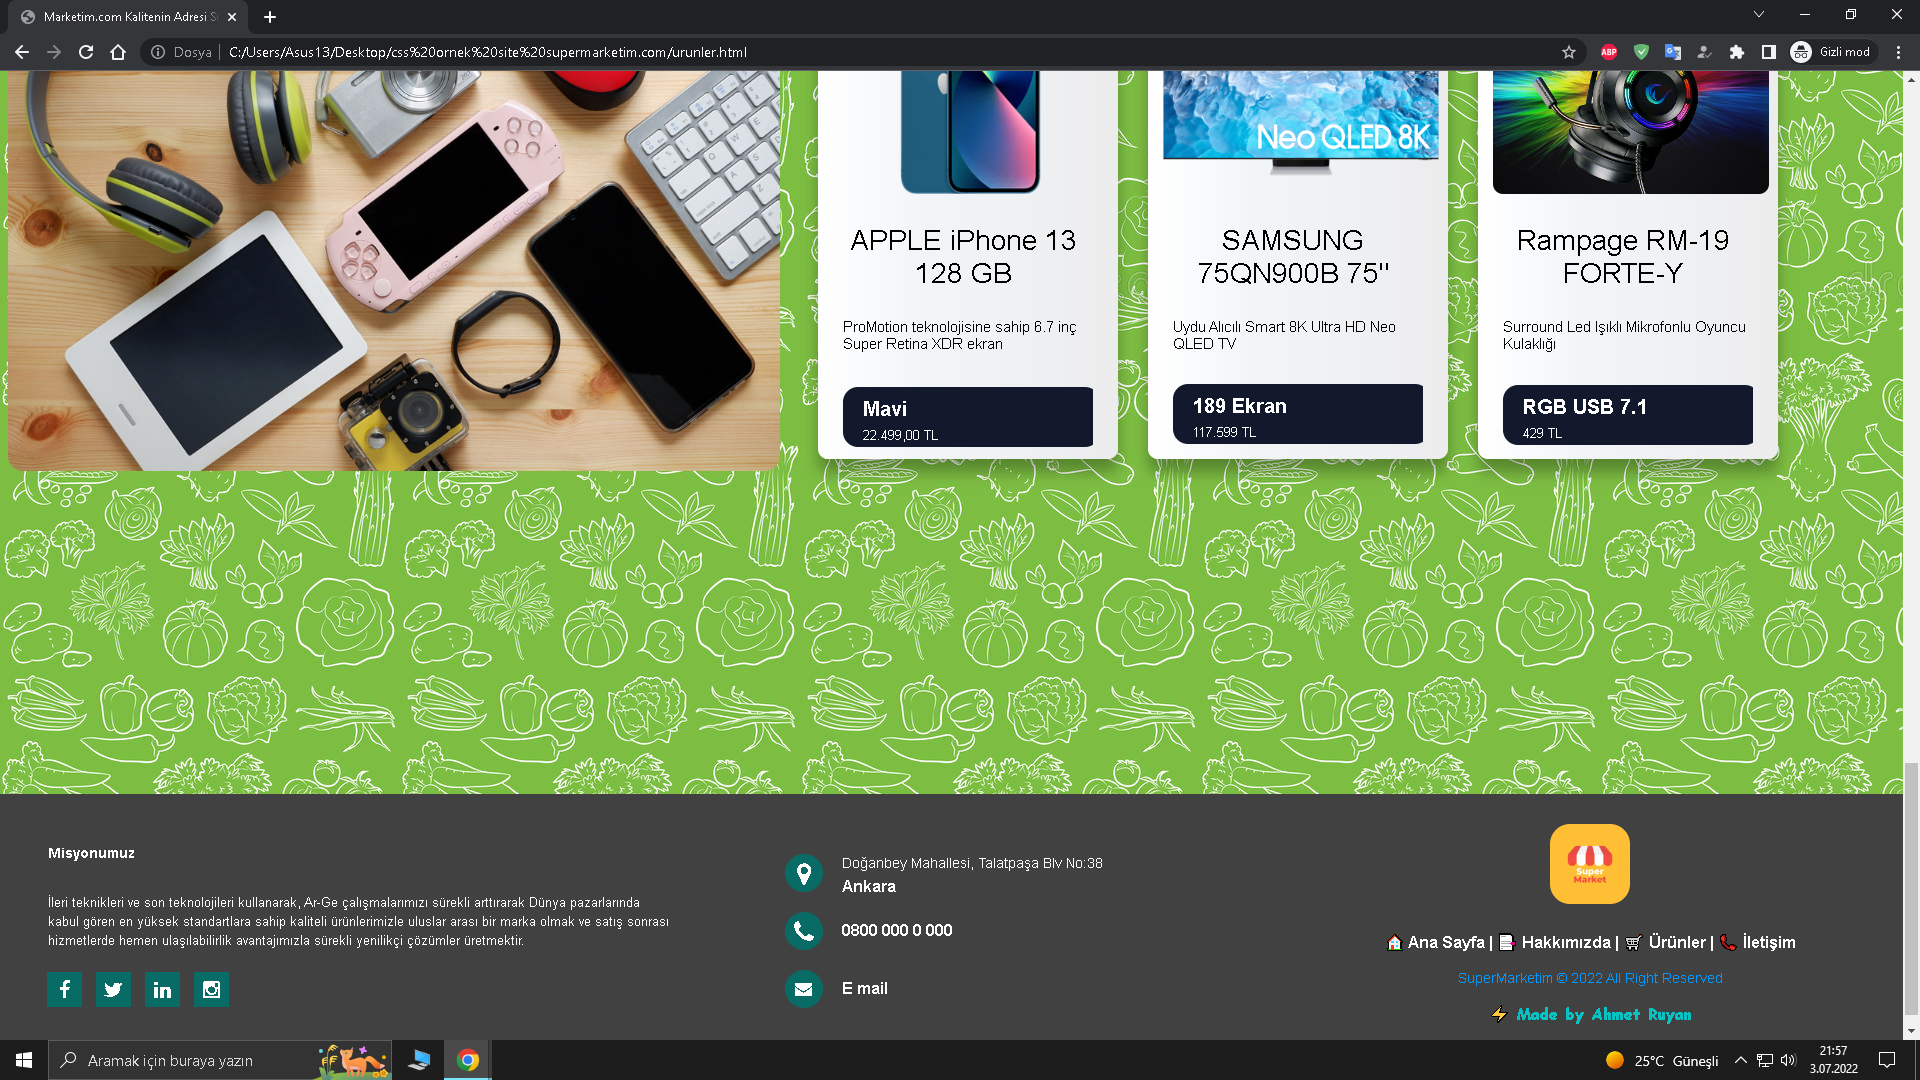 Marketim.com Kalitenin Adresi
Dosya
C:/Users/Asus13/Desktop/css%20ornek%20site%20supermarketim.com/urunler.html
ABP
Gizli mod
Neo QLED 8K
APPLE iPhone 13
128 GB
ProMotion teknolojisine sahip 6.7 inç
Super Retina XDR ekran
Mavi
22.499,00 TL
SAMSUNG
75QN900B 75"
Uydu Alıcılı Smart 8K Ultra HD Neo
QLED TV
189 Ekran
117.599 TL
Rampage RM-19
FORTE-Y
Surround Led Işıklı Mikrofonlu Oyuncu
Kulaklığı
RGB USB 7.1
429 TL
Misyonumuz
İleri teknikleri ve son teknolojileri kullanarak, Ar-Ge çalışmalarımızı sürekli arttırarak Dünya pazarlarında
kabul gören en yüksek standartlara sahip kaliteli ürünlerimizle uluslar arası bir marka olmak ve satış sonrası
hizmetlerde hemen ulaşılabilirlik avantajımızla sürekli yenilikçi çözümler üretmektir.
Doğanbey Mahallesi, Talatpaşa Blv No:38
Ankara
0800 000 0 000
E mail
Super
Market
Ana Sayfa | Hakkımızda | Ürünler | İletişim
SuperMarketim © 2022 All Right Reserved
Made by Ahmet Ruyan
Aramak için buraya yazın
25°C Güneşli
21:57
3.07.2022